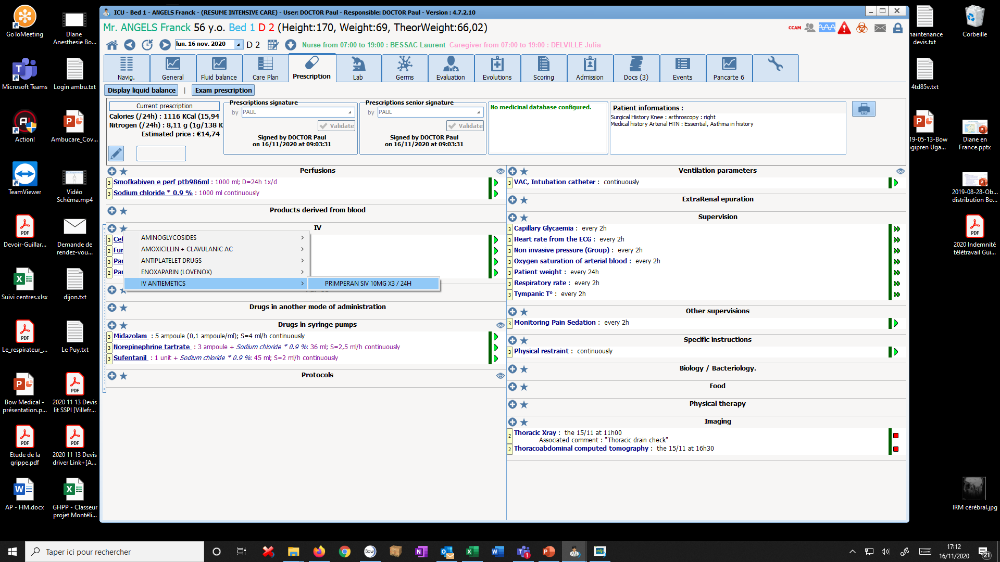 ICU - Bed 1 - ANGELS Franck - (RESUME INTENSIVE CARE) - User: DOCTOR Paul - Responsible: DOCTOR Paul - Version : 4.7.2.10
Mr. ANGELS Franck 56 y.o. Bed 1 D 2 (Height:170, Weight:69, TheorWeight:66,02)
CCAM
lun. 16 nov. 2020
D 2
Nurse from 07:00 to 19:00 : BESSAC Laurent Caregiver from 07:00 to 19:00 : DELVILLE Julia
Navig.
General
Fluid balance
Care Plan
Prescription
Lab
Germs
Evaluation
Evolutions
Scoring
Admission
Docs (3)
Events
Pancarte 6
Display liquid balance | Exam prescription
Current prescription
Calories (/24h) : 1116 KCal (15,94
Nitrogen (/24h) : 8,11 g (1g/138 K
Estimated price : €14,74
Prescriptions signature
by PAUL
Validate
Signed by DOCTOR Paul
on 16/11/2020 at 09:03:31
Prescriptions senior signature
by PAUL
Validate
Signed by DOCTOR Paul
on 16/11/2020 at 09:03:31
No medicinal database configured.
Patient informations :
Surgical History Knee : arthroscopy : right
Medical history Arterial HTN : Essential, Asthma in history
Perfusions
3 Smofkabiven e perf ptb986ml : 1000 ml; D=24h 1x/d
3 Sodium chloride * 0.9 % : 1000 ml continuously
Products derived from blood
IV
3 Cef
2 Fur
3 Par
2 Par
AMINOGLYCOSIDES
AMOXICILLIN + CLAVULANIC AC
ANTIPLATELET DRUGS
ENOXAPARIN (LOVENOX)
IV ANTIEMETICS
PRIMPERAN SIV 10MG X3 / 24H
Drugs in another mode of administration
Drugs in syringe pumps
3 Midazolam : 5 ampoule (0,1 ampoule/ml); S=4 ml/h continuously
3 Norepinephrine tartrate : 3 ampoule + Sodium chloride * 0.9 %: 36 ml; S=2,5 ml/h continuously
3 Sufentanil : 1 unit + Sodium chloride * 0.9 %: 45 ml; S=2 ml/h continuously
Protocols
Ventilation parameters
3 VAC, Intubation catheter : continuously
ExtraRenal epuration
Supervision
3 Capillary Glycaemia : every 2h
3 Heart rate from the ECG : every 2h
3 Non invasive pressure (Group) : every 2h
3 Oxygen saturation of arterial blood : every 2h
3 Patient weight : every 24h
3 Respiratory rate : every 2h
3 Tympanic T° : every 2h
Other supervisions
3 Monitoring Pain Sedation : every 2h
Specific instructions
3 Physical restraint : continuously
Biology / Bacteriology.
Food
Physical therapy
Imaging
2 Thoracic Xray : the 15/11 at 11h00
Associated comment : "Thoracic drain check"
2 Thoracoabdominal computed tomography : the 15/11 at 16h30
GoToMeeting
DIane
Anesthesie Bo...
Microsoft Teams
Login ambu.txt
Action!
Ambucare_Cov...
TeamViewer
Vidéo
Schéma.mp4
PDF
Devoir-Guillar...
Demande de
rendez-vou...
Suivi centres.xlsx
dijon.txt
PDF
Le_respirateur_...
Le Puy.txt
Bow Medical -
présentation.p...
PDF
2020 11 13 Devis
lit SSPI [Villefr...
PDF
Etude de la
grippe.pdf
PDF
2020 11 13 Devis
driver Link+[A...
AP - HM.docx
GHPP - Classeur
projet Montéli...
maintenance
devis.txt
Corbeille
4td85v.txt
19-05-13-Bow
ogipren Uga...
Diane en
France.pptx
2019-08-28-Ob...
distribution Bo...
PDF
2020 Indemnité
télétravail Gui...
IRM cérébral.jpg
Taper ici pour rechercher
Bow
1
17:12
16/11/2020
21